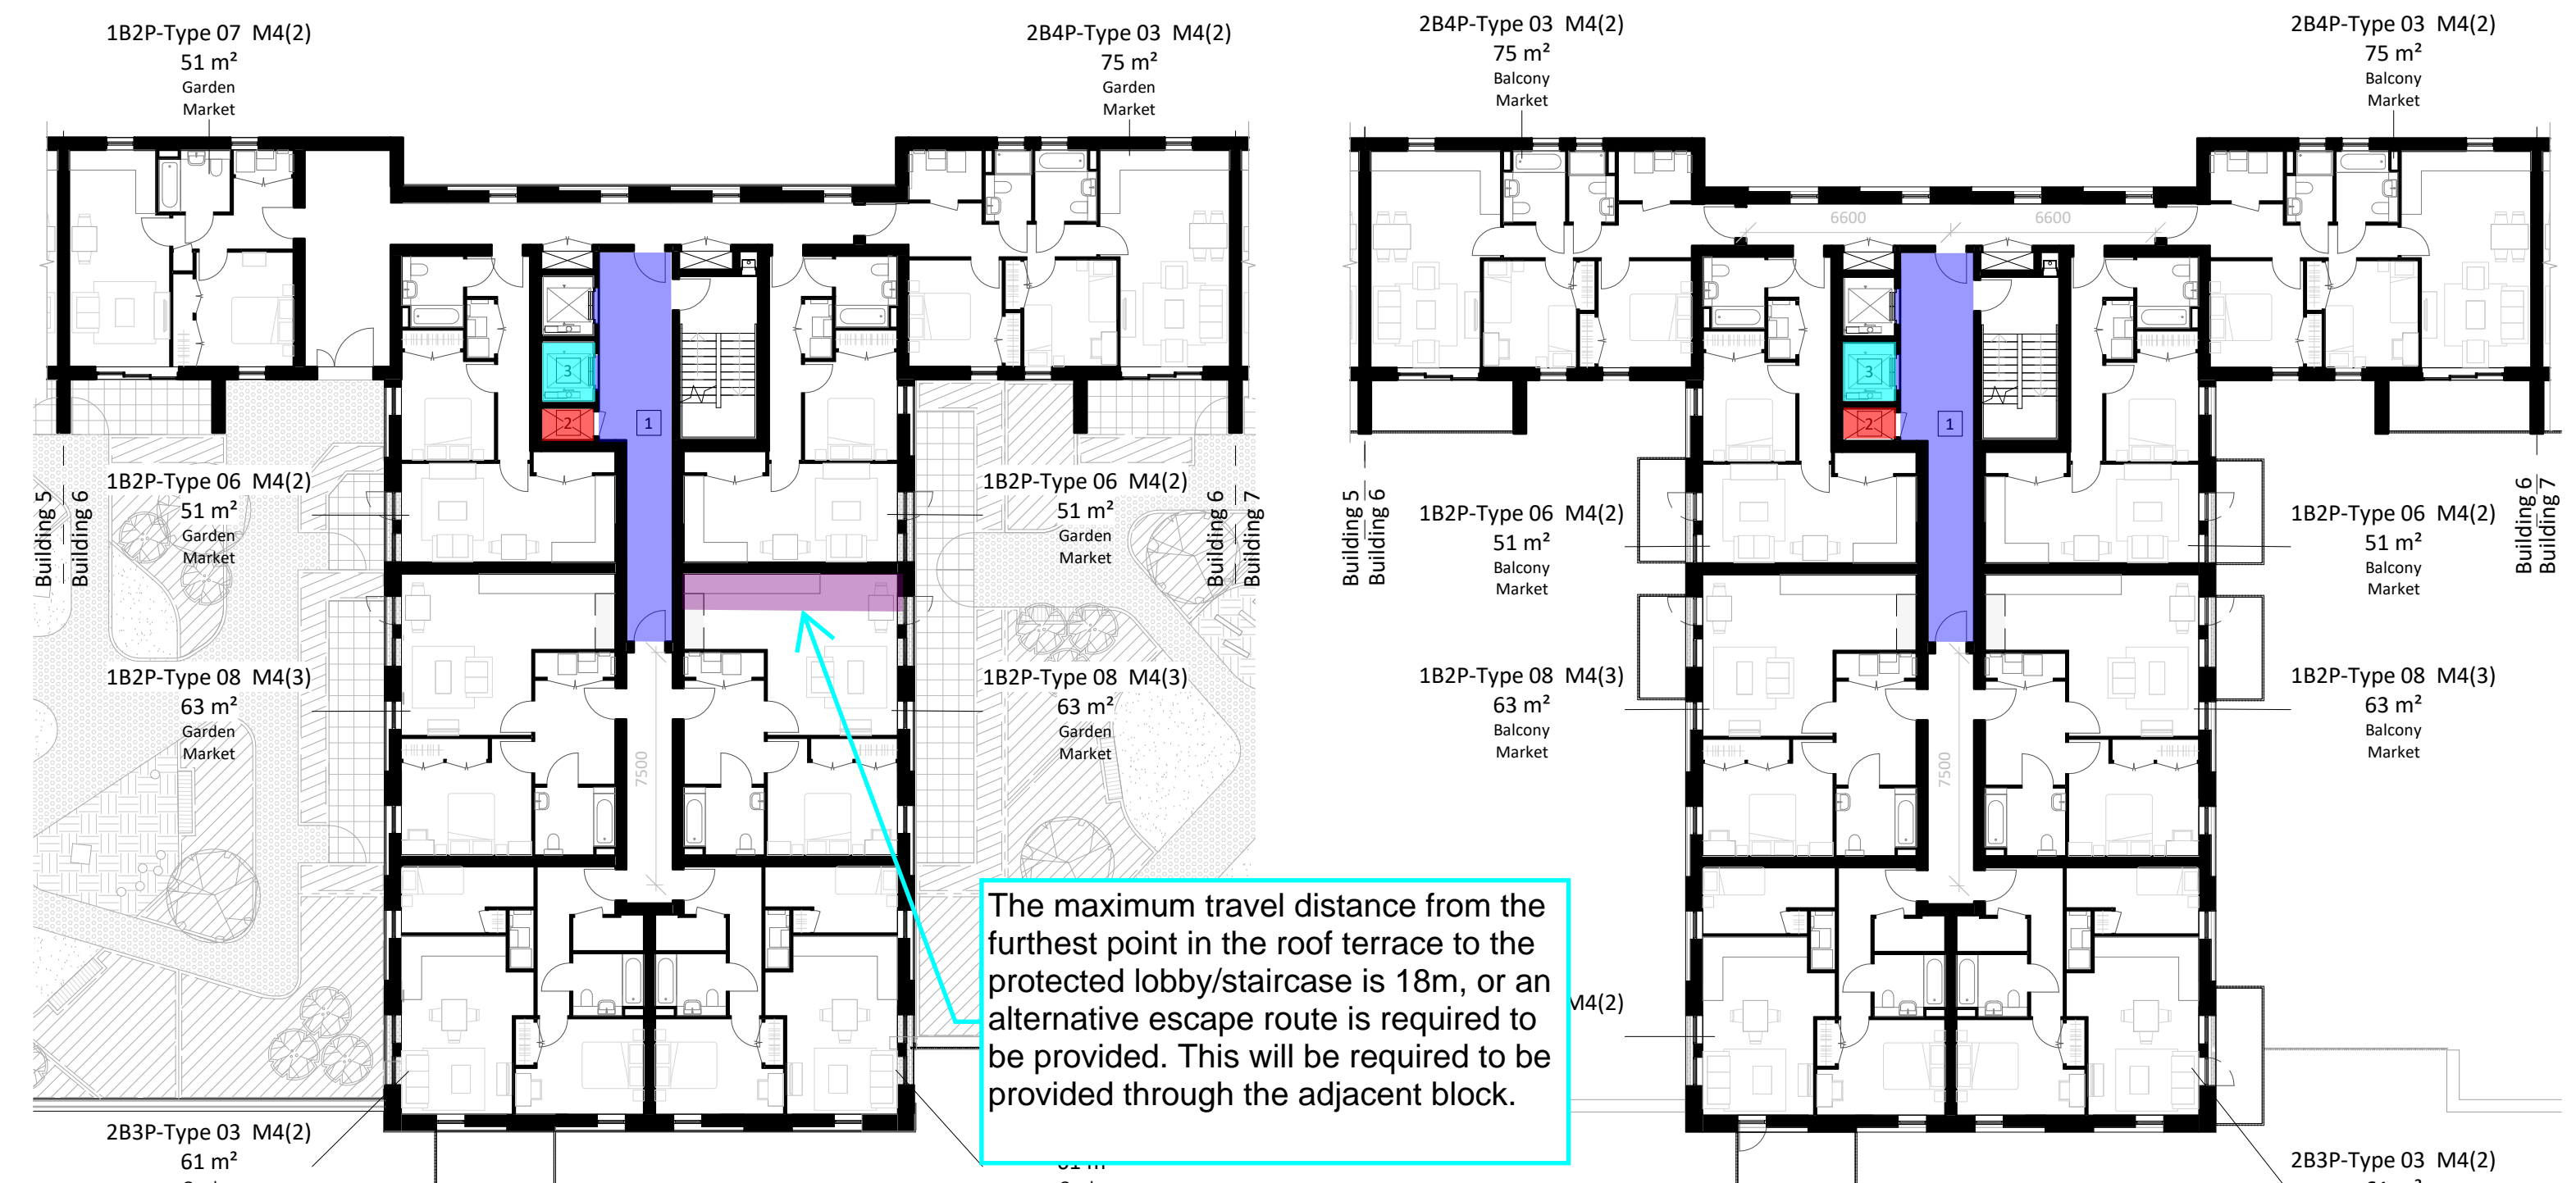 1B2P-Type 07 M4(2)
51 m²
Garden
Market
2B4P-Type 03 M4(2)
75 m²
Garden
Market
2B4P-Type 03 M4(2)
75 m²
Balcony
Market
2B4P-Type 03 M4(2)
75 m²
Balcony
Market
6600
6600
3
2
1
3
2
1
Building 5
Building 6
1B2P-Type 06 M4(2)
51 m²
Garden
Market
1B2P-Type 06 M4(2)
51 m²
Garden
Market
Building 6
Building 7
Building 5
Building 6
1B2P-Type 06 M4(2)
51 m²
Balcony
Market
1B2P-Type 06 M4(2)
51 m²
Balcony
Market
Building 6
Building 7
1B2P-Type 08 M4(3)
63 m²
Garden
Market
7500
1B2P-Type 08 M4(3)
63 m²
Garden
Market
1B2P-Type 08 M4(3)
63 m²
Balcony
Market
7500
1B2P-Type 08 M4(3)
63 m²
Balcony
Market
The maximum travel distance from the
furthest point in the roof terrace to the
protected lobby/staircase is 18m, or an
alternative escape route is required to
be provided. This will be required to be
provided through the adjacent block.
M4(2)
2B3P-Type 03 M4(2)
61 m²
2B3P-Type 03 M4(2)